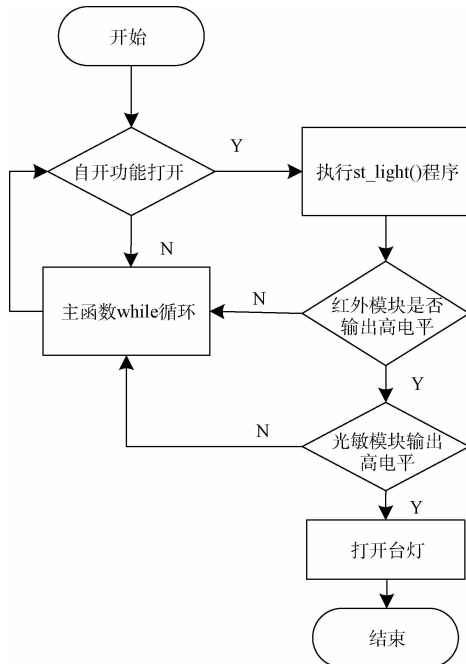 开始
自开功能打开
Y
执行st_light()程序
N
主函数while循环
N
红外模块是否
输出高电平
Y
N
光敏模块输出
高电平
Y
打开台灯
结束